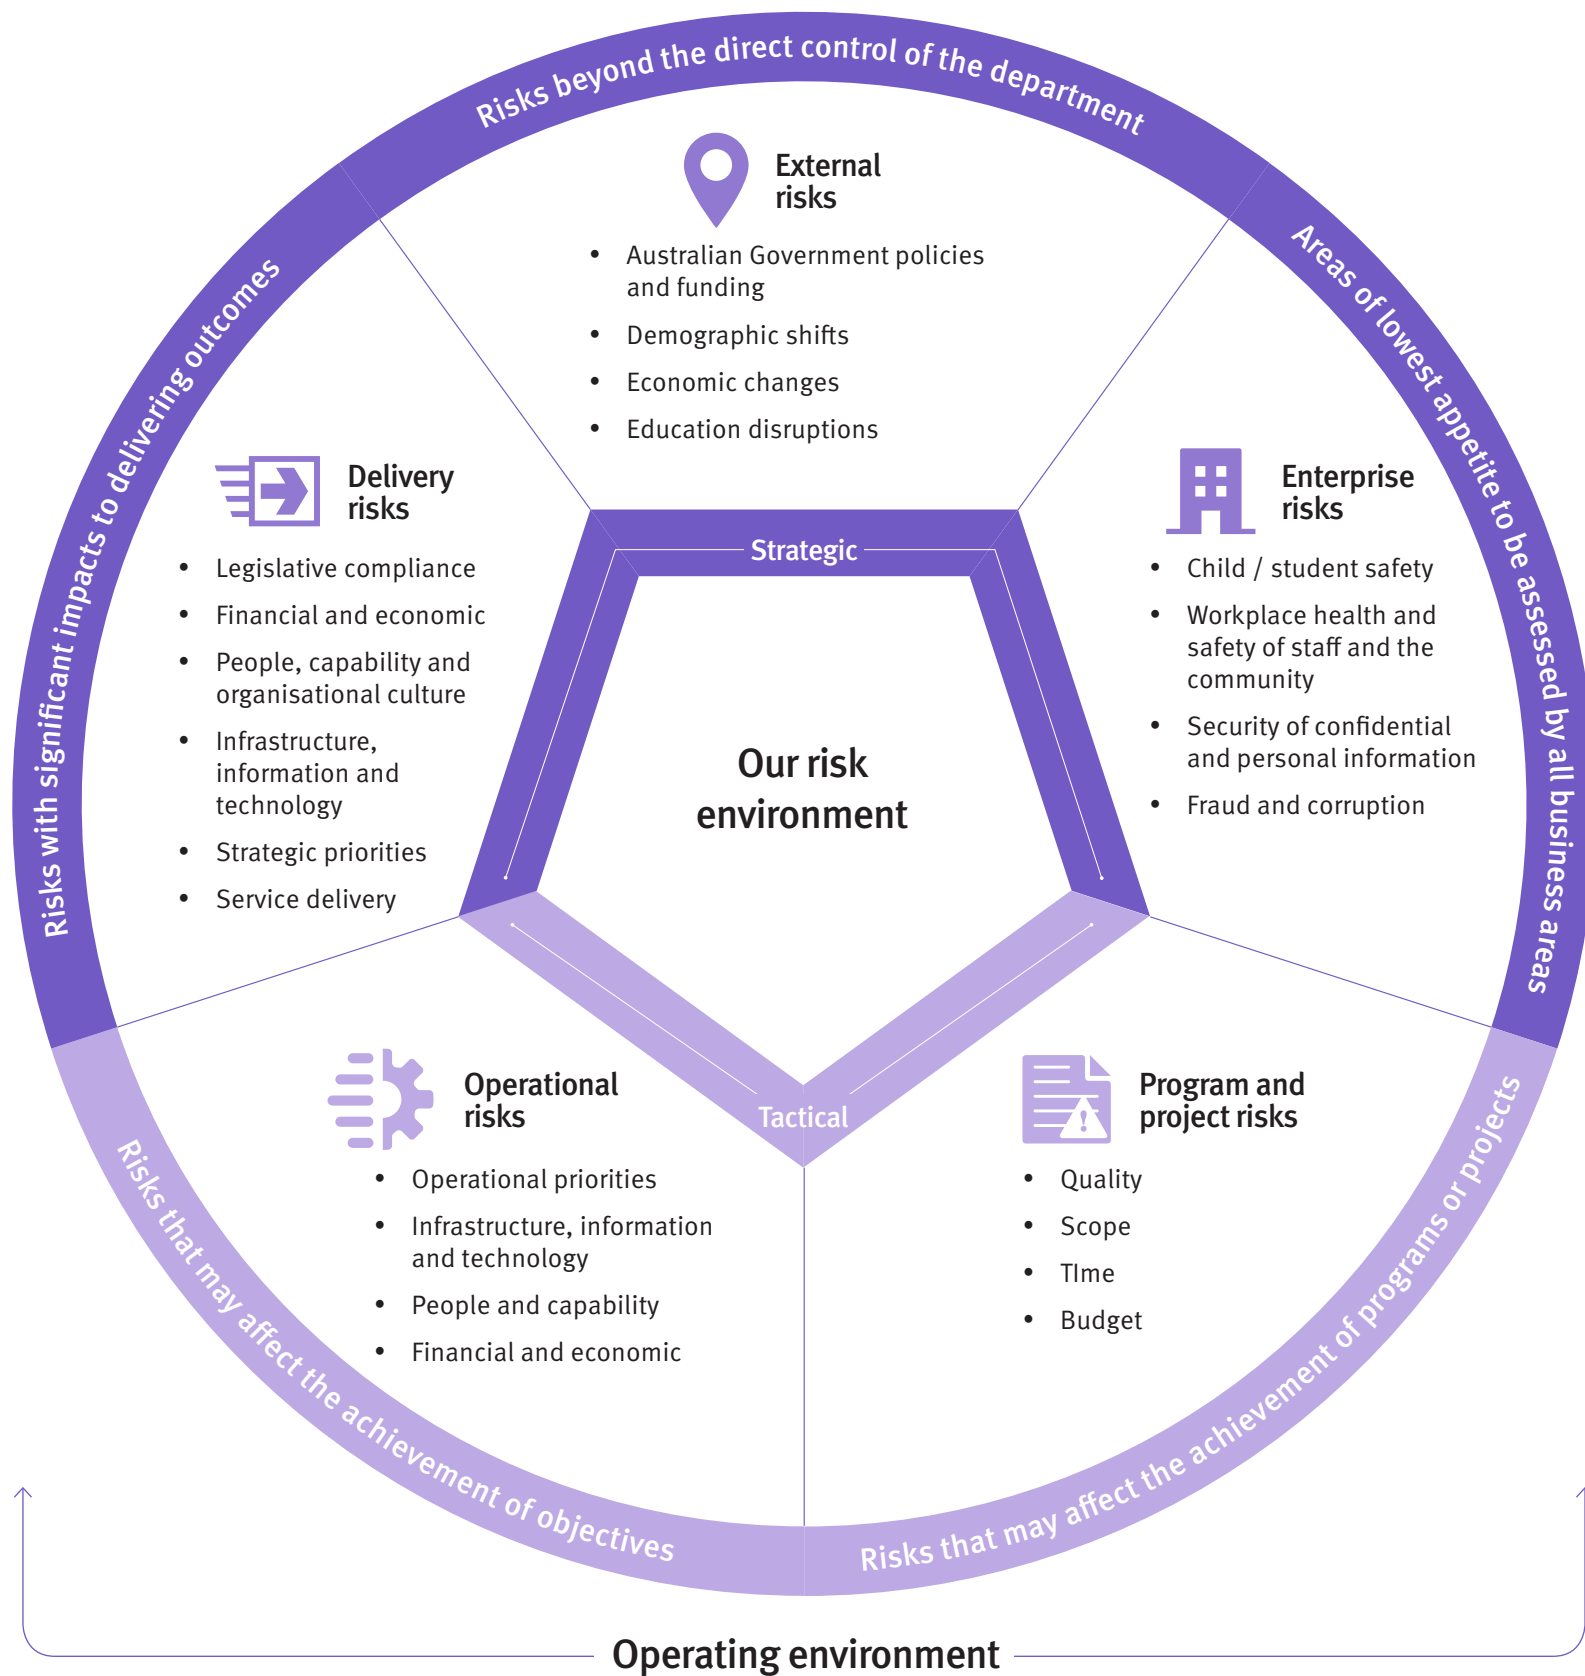 Risks beyond the direct control of the department
External
risks
• Australian Government policies
and funding
• Demographic shifts
• Economic changes
• Education disruptions
Areas of lowest appetite to be assessed by all business areas
Enterprise
risks
• Child / student safety
• Workplace health and
safety of staff and the
community
• Security of confidential
and personal information
• Fraud and corruption
Risks with significant impacts to delivering outcomes
Delivery
risks
• Legislative compliance
• Financial and economic
• People, capability and
organisational culture
• Infrastructure,
information and
technology
• Strategic priorities
• Service delivery
Strategic
Our risk
environment
Tactical
Operational
risks
• Operational priorities
• Infrastructure, information
and technology
• People and capability
• Financial and economic
Risks that may affect the achievement of objectives
Program and
project risks
• Quality
• Scope
• TIme
• Budget
Risks that may affect the achievement of programs or projects
Operating environment